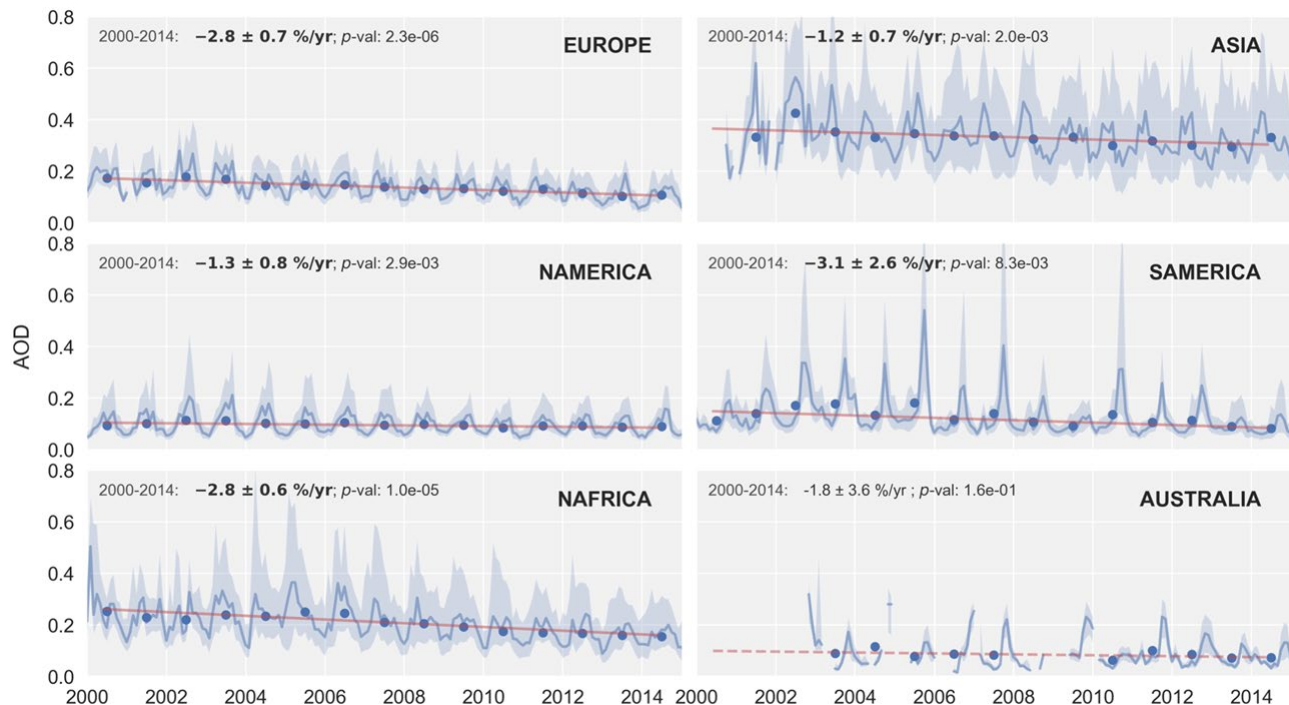 0.8
0.6
0.4
0.2
0.0
2000-2014: −2.8 ± 0.7 %/yr; p-val: 2.3e-06
EUROPE
2000-2014: −1.2 ± 0.7 %/yr; p-val: 2.0e-03
ASIA
0.8
0.6
0.4
0.2
0.0
2000-2014: −1.3 ± 0.8 %/yr; p-val: 2.9e-03
NAMERICA
2000-2014: −3.1 ± 2.6 %/yr; p-val: 8.3e-03
SAMERICA
AOD
0.8
0.6
0.4
0.2
0.0
2000-2014: −2.8 ± 0.6 %/yr; p-val: 1.0e-05
NAFRICA
2000-2014: -1.8 ± 3.6 %/yr ; p-val: 1.6e-01
AUSTRALIA
2000 2002 2004 2006 2008 2010 2012 2014 2000 2002 2004 2006 2008 2010 2012 2014